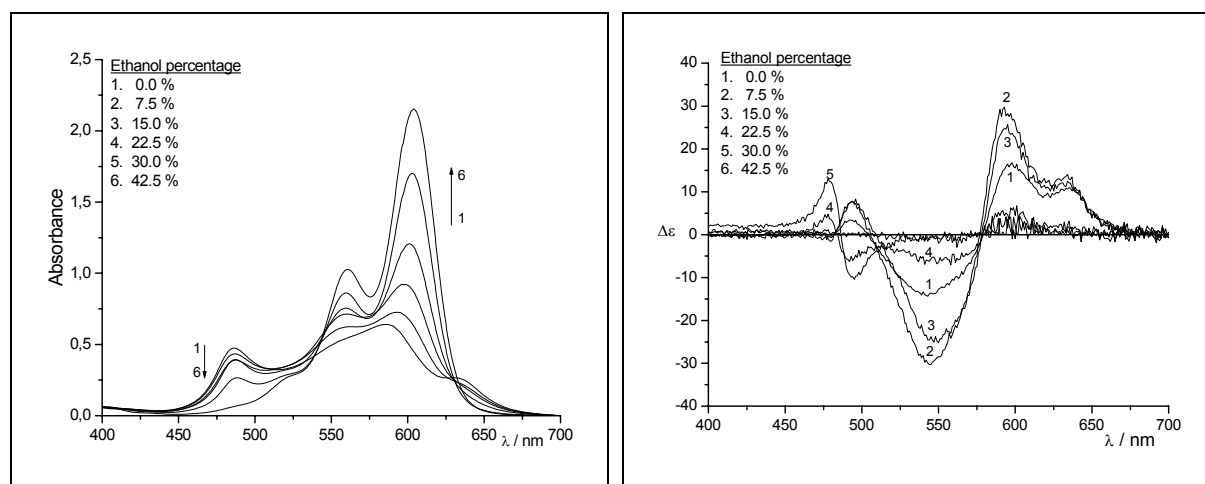 Ethanol percentage
1. 0.0 %
2. 7.5 %
3. 15.0 %
4. 22.5 %
5. 30.0 %
6. 42.5 %
2,5
2,0
1,5
1,0
0,5
0,0
Absorbance
6
1
1
6
400 450 500 550 600 650 700
λ / nm
Ethanol percentage
1. 0.0 %
2. 7.5 %
3. 15.0 %
4. 22.5 %
5. 30.0 %
6. 42.5 %
40
30
20
10
0
-10
-20
-30
-40
Δε
2
3
1
5
4
4
1
3
2
400 450 500 550 600 650 700
λ / nm